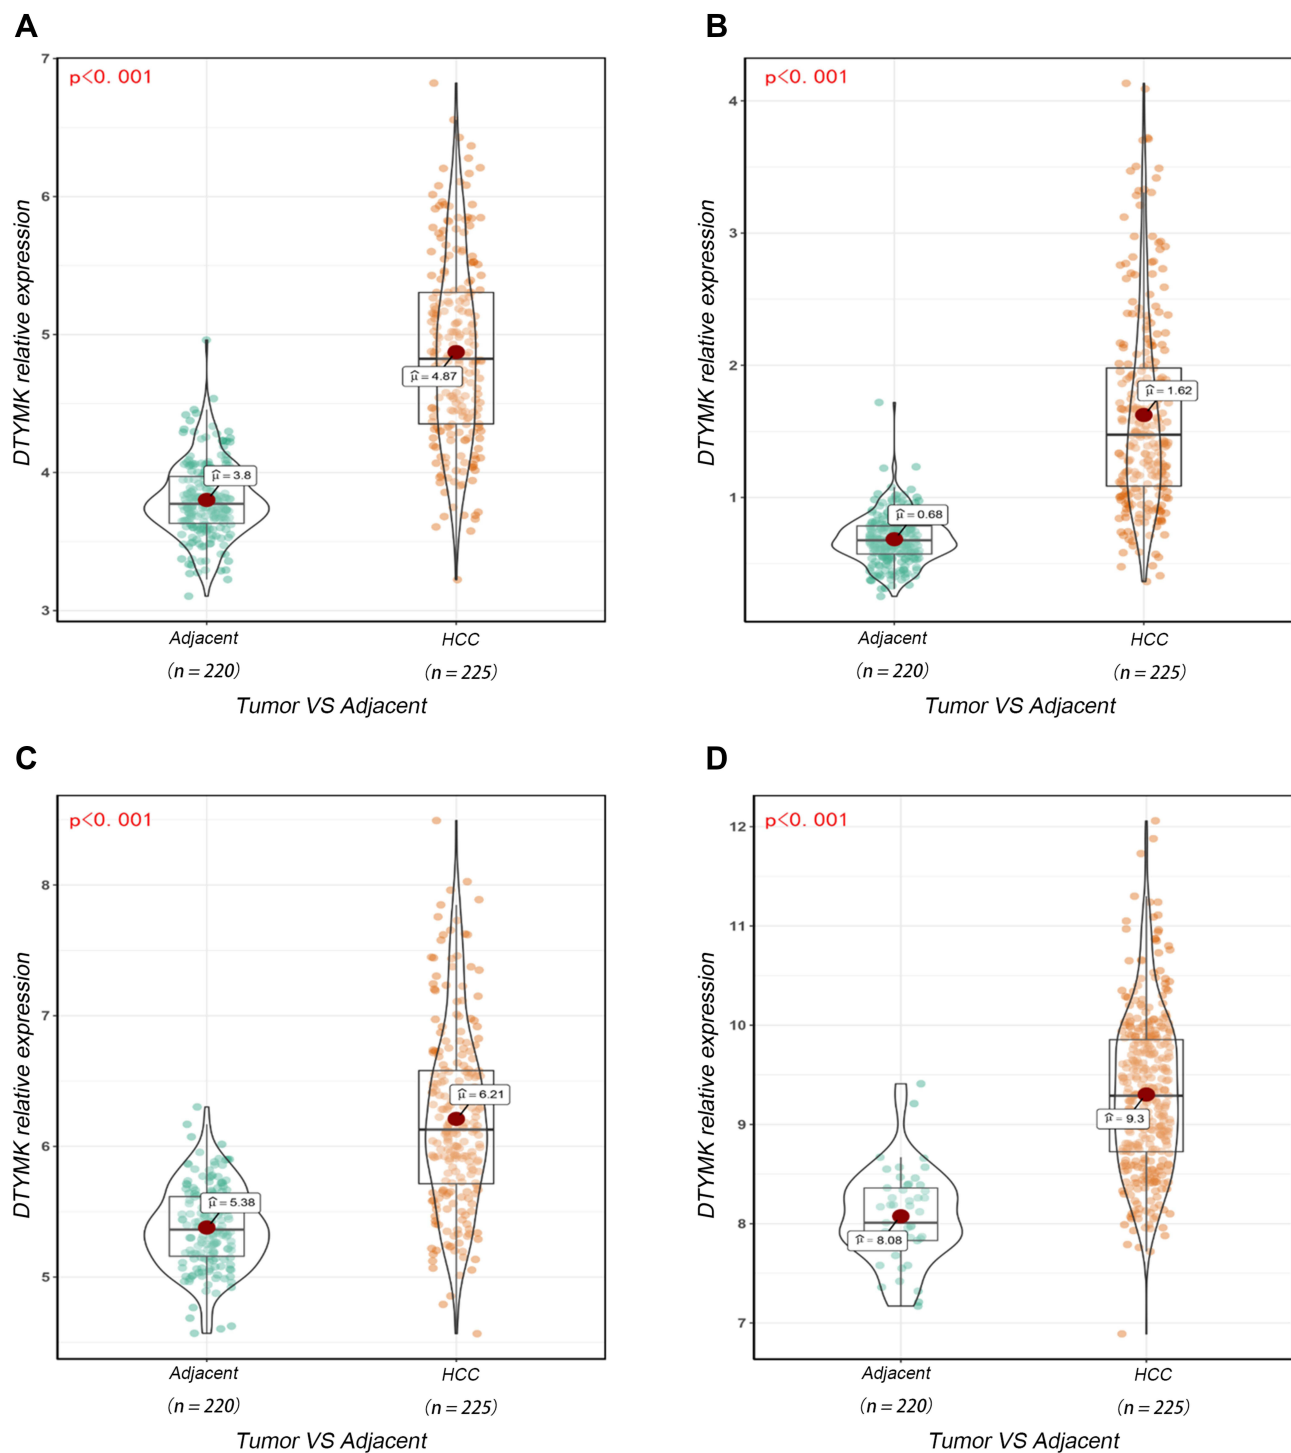 A
p<0. 001
DTYMK relative expression
7
6
5
4
3
μ̂ = 3.8
μ̂ = 4.87
Adjacent
HCC
(n = 220)
(n = 225)
Tumor VS Adjacent
B
p<0. 001
DTYMK relative expression
4
3
2
1
μ̂ = 0.68
μ̂ = 1.62
Adjacent
HCC
(n = 220)
(n = 225)
Tumor VS Adjacent
C
p<0. 001
DTYMK relative expression
8
7
6
5
μ̂ = 5.38
μ̂ = 6.21
Adjacent
HCC
(n = 220)
(n = 225)
Tumor VS Adjacent
D
p<0. 001
DTYMK relative expression
12
11
10
9
8
7
μ̂ = 8.08
μ̂ = 9.3
Adjacent
HCC
(n = 220)
(n = 225)
Tumor VS Adjacent